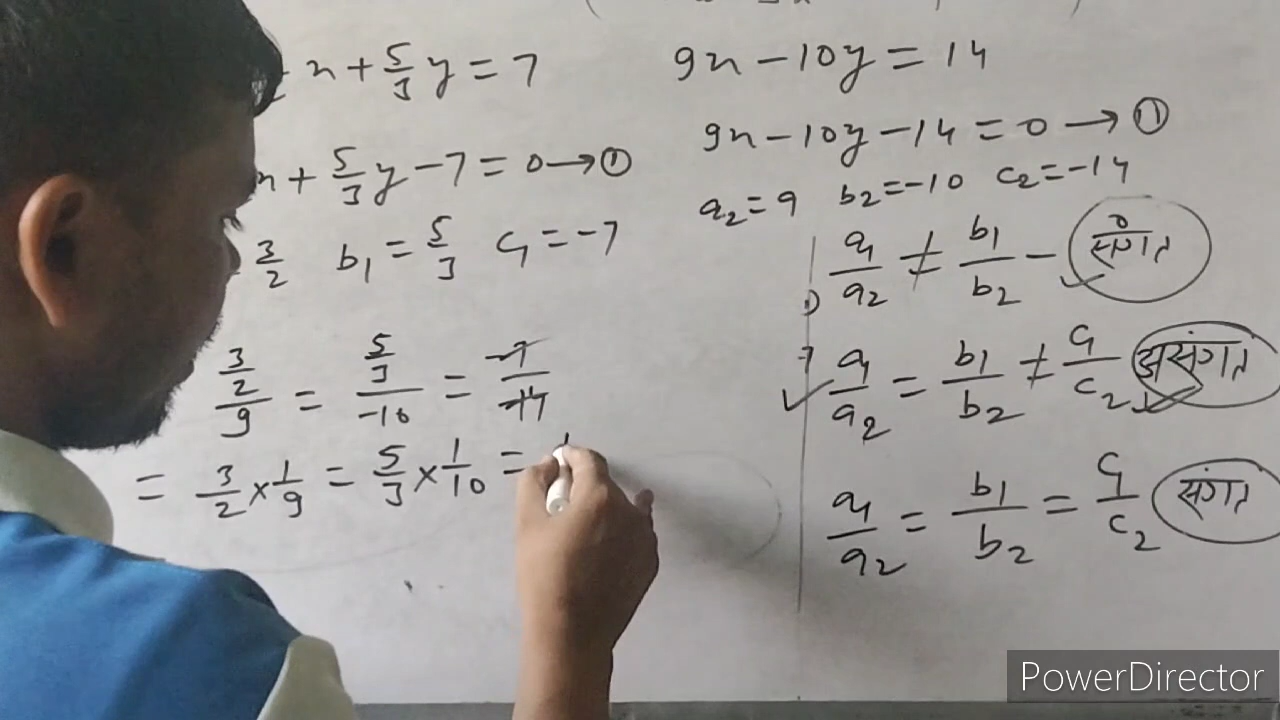 x + 5/3 y = 7
9x - 10y = 14
x + 5/3 y - 7 = 0 → ①
9x - 10y - 14 = 0 → ⑪
3/2 b₁ = 5/3 c₁ = -7
a₂ = 9 b₂ = -10 c₂ = -14
a₁/a₂ ≠ b₁/b₂ - संगत
3/2/9 = 5/3/-10 = -7/-14
a₁/a₂ = b₁/b₂ ≠ c₁/c₂ असंगत
= 3/2 × 1/9 = 5/3 × 1/10 =
a₁/a₂ = b₁/b₂ = c₁/c₂ संगत
PowerDirector